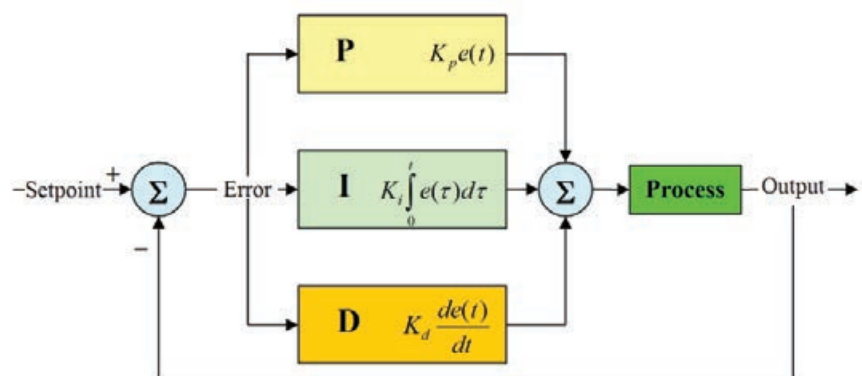 P K_p e(t)
–Setpoint + Σ Error I K_i ∫_0^t e(τ)dτ Σ Process Output
–
D K_d de(t)/dt